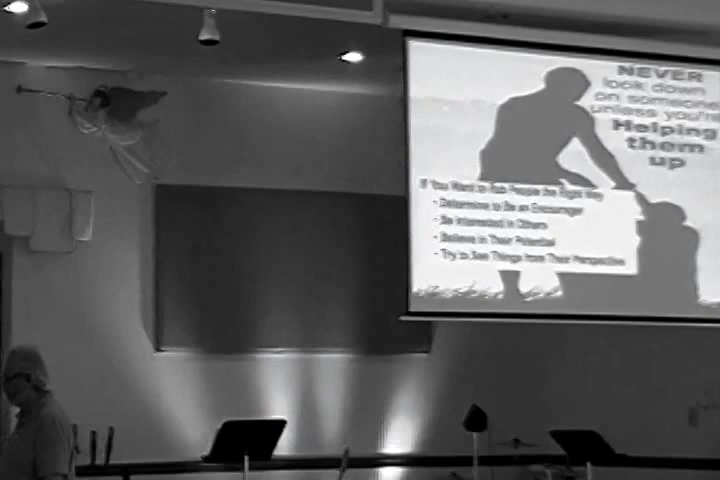 NEVER
look down
on someone
unless you're
Helping
them
up
If You Want to Rub People the Right Way
- Determine to Be an Encourager
- Be Interested in Others
- Believe in Their Potential
- Try to See Things from Their Perspective